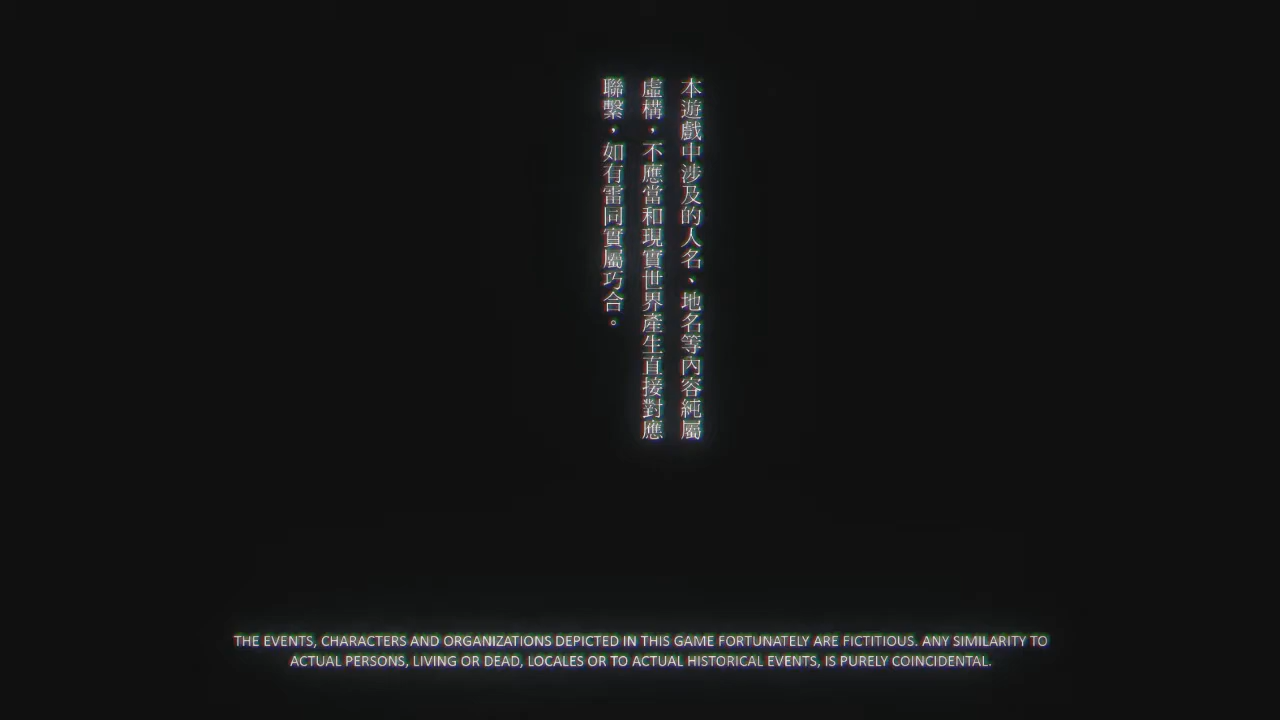 本遊戲中涉及的人名、地名等內容純屬
虛構，不應當和現實世界產生直接對應
聯繫，如有雷同實屬巧合。
THE EVENTS, CHARACTERS AND ORGANIZATIONS DEPICTED IN THIS GAME FORTUNATELY ARE FICTITIOUS. ANY SIMILARITY TO
ACTUAL PERSONS, LIVING OR DEAD, LOCALES OR TO ACTUAL HISTORICAL EVENTS, IS PURELY COINCIDENTAL.